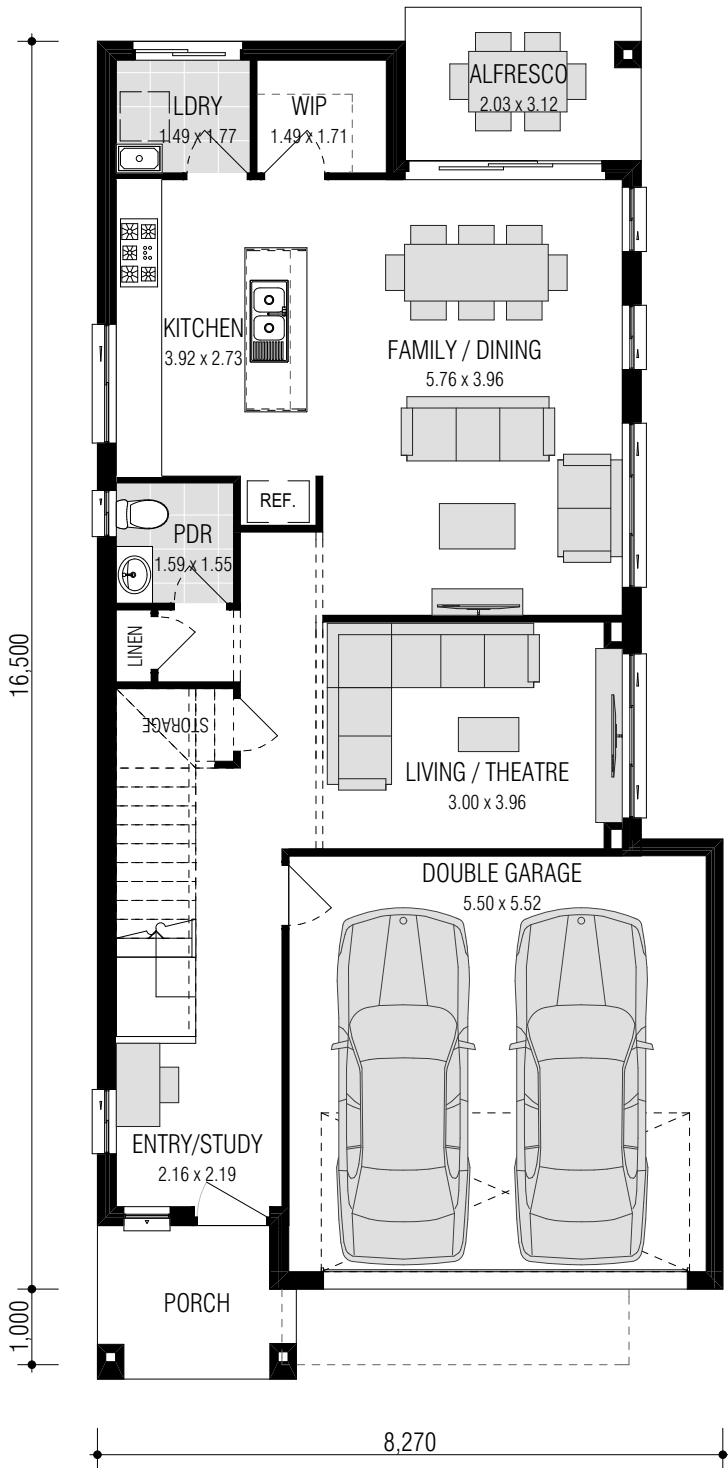 ALFRESCO
2.03 x 3.12
LDRY
1.49 x 1.77
WIP
1.49 x 1.71
KITCHEN
3.92 x 2.73
FAMILY / DINING
5.76 x 3.96
REF.
PDR
1.59 x 1.55
LINEN
16,500
STORAGE
LIVING / THEATRE
3.00 x 3.96
DOUBLE GARAGE
5.50 x 5.52
ENTRY/STUDY
2.16 x 2.19
PORCH
1,000
8,270